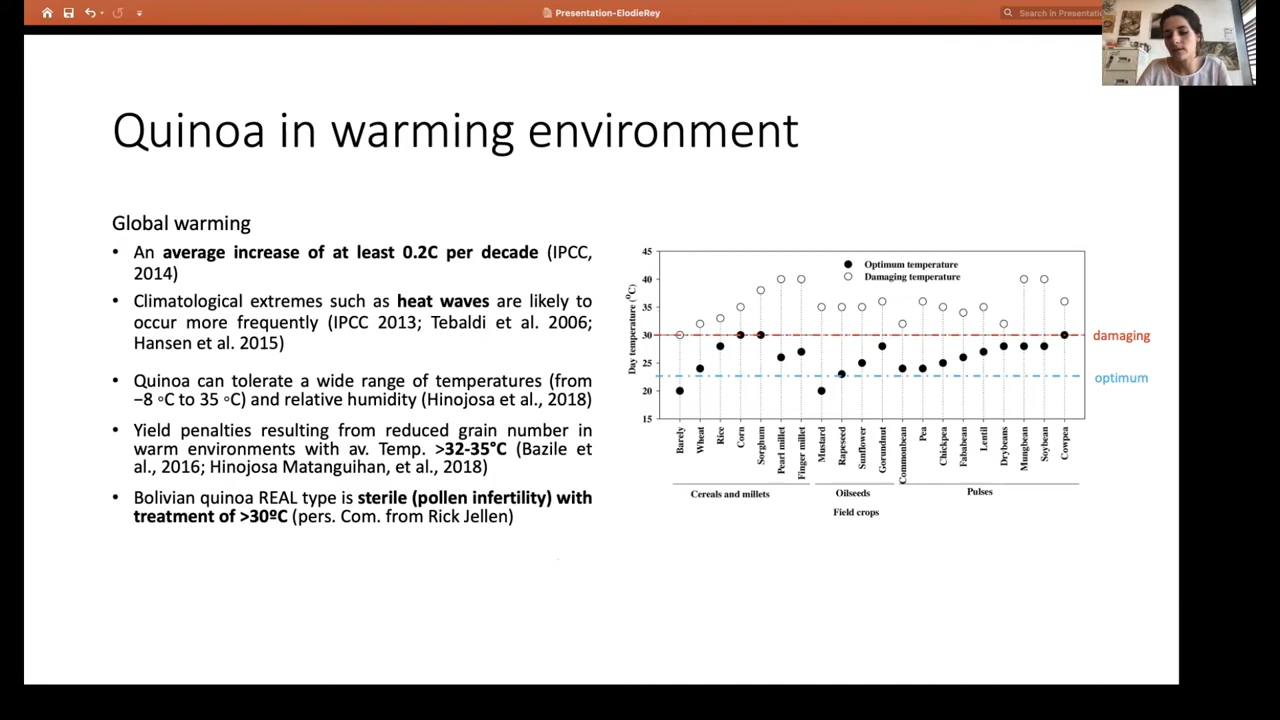 Presentation-ElodieRey
Search in Presentatio
Quinoa in warming environment
Global warming
• An average increase of at least 0.2C per decade (IPCC,
2014)
• Climatological extremes such as heat waves are likely to
occur more frequently (IPCC 2013; Tebaldi et al. 2006;
Hansen et al. 2015)
• Quinoa can tolerate a wide range of temperatures (from
−8 ◦C to 35 ◦C) and relative humidity (Hinojosa et al., 2018)
• Yield penalties resulting from reduced grain number in
warm environments with av. Temp. >32-35°C (Bazile et
al., 2016; Hinojosa Matanguihan, et al., 2018)
• Bolivian quinoa REAL type is sterile (pollen infertility) with
treatment of >30ºC (pers. Com. from Rick Jellen)
Day temperature (°C)
45
40
35
30
25
20
15
Optimum temperature
Damaging temperature
damaging
optimum
Barely
Wheat
Rice
Corn
Sorghum
Pearl millet
Finger millet
Mustard
Rapeseed
Sunflower
Gorundnut
Commonbean
Pea
Chickpea
Fababean
Lentil
Drybeans
Mungbean
Soybean
Cowpea
Cereals and millets
Oilseeds
Pulses
Field crops